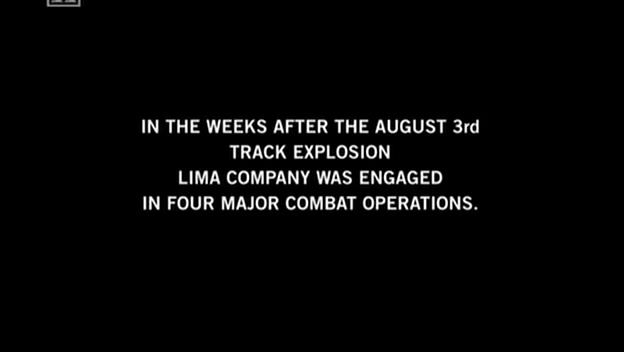 IN THE WEEKS AFTER THE AUGUST 3rd
TRACK EXPLOSION
LIMA COMPANY WAS ENGAGED
IN FOUR MAJOR COMBAT OPERATIONS.